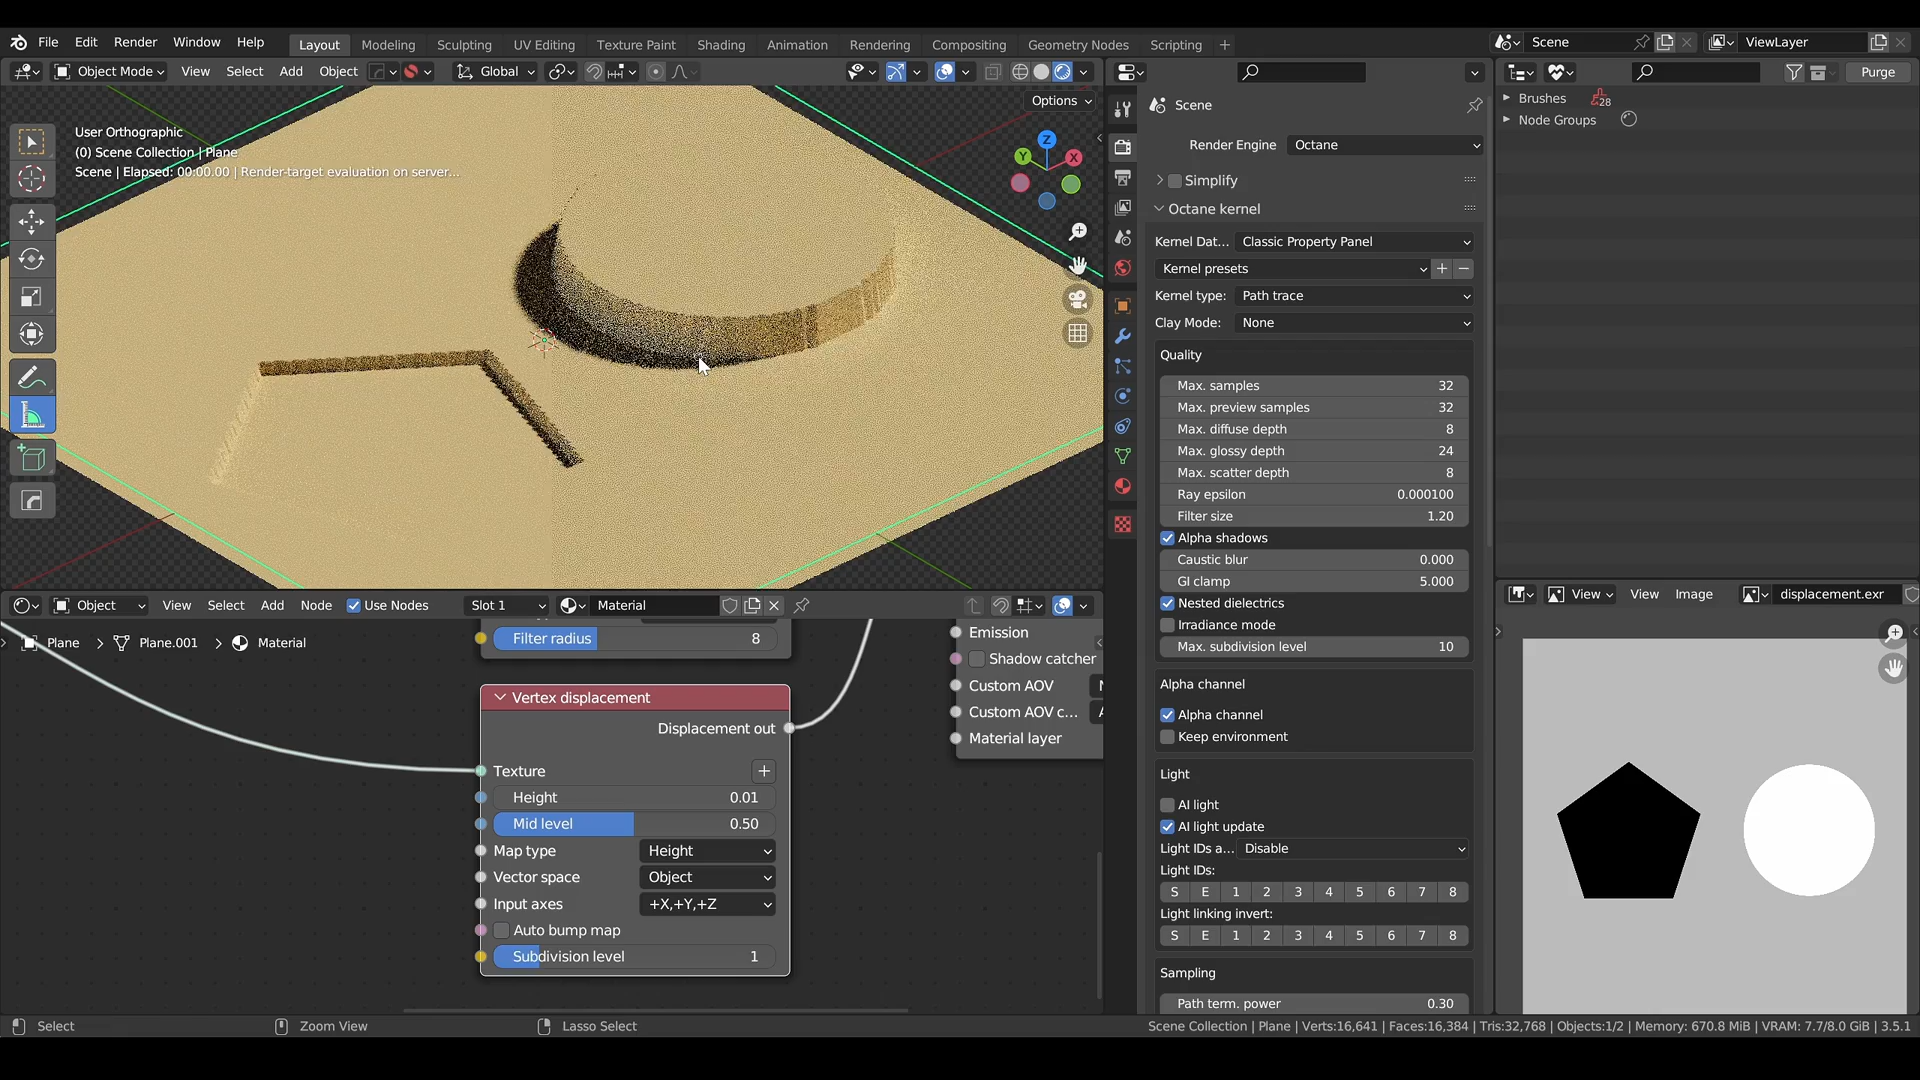 File Edit Render Window Help Layout Modeling Sculpting UV Editing Texture Paint Shading Animation Rendering Compositing Geometry Nodes Scripting + Scene ViewLayer
Object Mode View Select Add Object Global
Purge
Options
User Orthographic
(0) Scene Collection | Plane
Scene | Elapsed: 00:00.00 | Render-target evaluation on server...
Z
Y
X
Scene
Render Engine Octane
Simplify
Octane kernel
Kernel Dat... Classic Property Panel
Kernel presets
Kernel type: Path trace
Clay Mode: None
Quality
Max. samples 32
Max. preview samples 32
Max. diffuse depth 8
Max. glossy depth 24
Max. scatter depth 8
Ray epsilon 0.000100
Filter size 1.20
Alpha shadows
Caustic blur 0.000
GI clamp 5.000
Nested dielectrics
Irradiance mode
Max. subdivision level 10
Alpha channel
Alpha channel
Keep environment
Light
AI light
AI light update
Light IDs a... Disable
Light IDs:
S E 1 2 3 4 5 6 7 8
Light linking invert:
S E 1 2 3 4 5 6 7 8
Sampling
Path term. power 0.30
Brushes 28
Node Groups
View View Image displacement.exr
Object View Select Add Node Use Nodes Slot 1 Material
Plane > Plane.001 > Material
Filter radius 8
Vertex displacement
Displacement out
Texture +
Height 0.01
Mid level 0.50
Map type Height
Vector space Object
Input axes +X,+Y,+Z
Auto bump map
Subdivision level 1
Emission
Shadow catcher
Custom AOV
Custom AOV c...
Material layer
Select Zoom View Lasso Select
Scene Collection | Plane | Verts:16,641 | Faces:16,384 | Tris:32,768 | Objects:1/2 | Memory: 670.8 MiB | VRAM: 7.7/8.0 GiB | 3.5.1